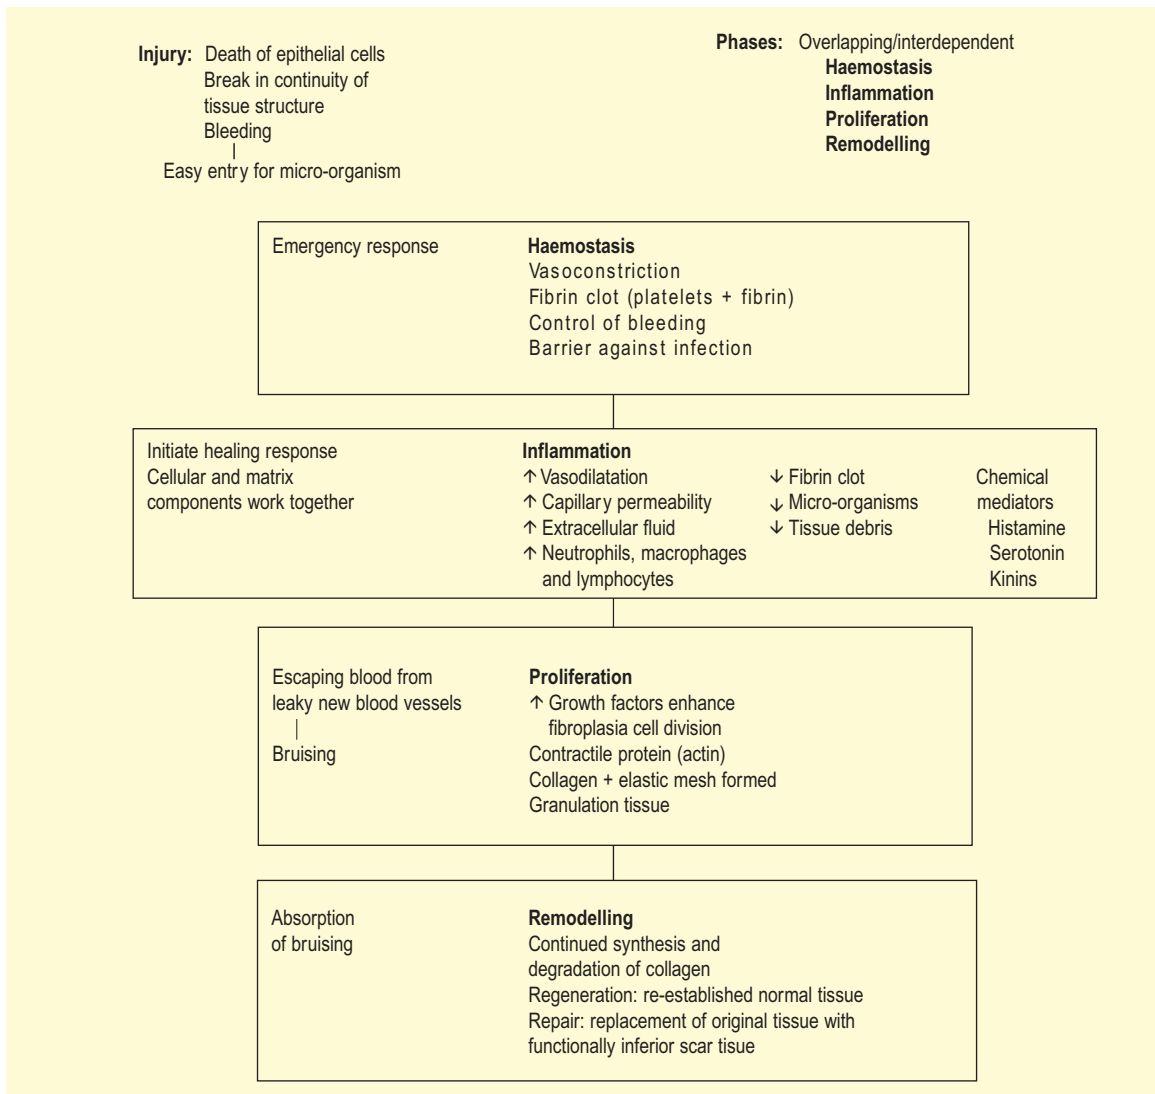 Injury: Death of epithelial cells
Break in continuity of
tissue structure
Bleeding
Easy entry for micro-organism
Phases: Overlapping/interdependent
Haemostasis
Inflammation
Proliferation
Remodelling
Emergency response
Haemostasis
Vasoconstriction
Fibrin clot (platelets + fibrin)
Control of bleeding
Barrier against infection
Initiate healing response
Cellular and matrix
components work together
Inflammation
↑ Vasodilatation
↑ Capillary permeability
↑ Extracellular fluid
↑ Neutrophils, macrophages
and lymphocytes
↓ Fibrin clot
↓ Micro-organisms
↓ Tissue debris
Chemical
mediators
Histamine
Serotonin
Kinins
Escaping blood from
leaky new blood vessels
Bruising
Proliferation
↑ Growth factors enhance
fibroplasia cell division
Contractile protein (actin)
Collagen + elastic mesh formed
Granulation tissue
Absorption
of bruising
Remodelling
Continued synthesis and
degradation of collagen
Regeneration: re-established normal tissue
Repair: replacement of original tissue with
functionally inferior scar tisue